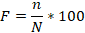 F = n/N * 100